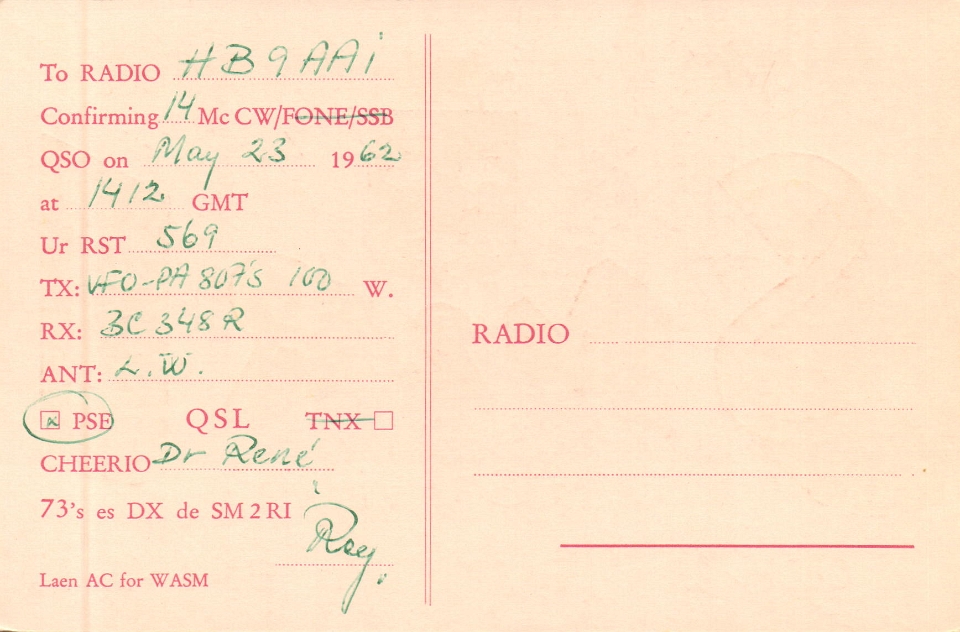 To RADIO HB9AAi
Confirming 14 Mc CW/FONE/SSB
QSO on May 23 1962
at 1412 GMT
Ur RST 569
TX: VFO-PA 807's 100 W.
RX: BC 348 R
ANT: L.W.
PSE QSL TNX
CHEERIO Dr René
73's es DX de SM2RI
Roy.
Laen AC for WASM
RADIO